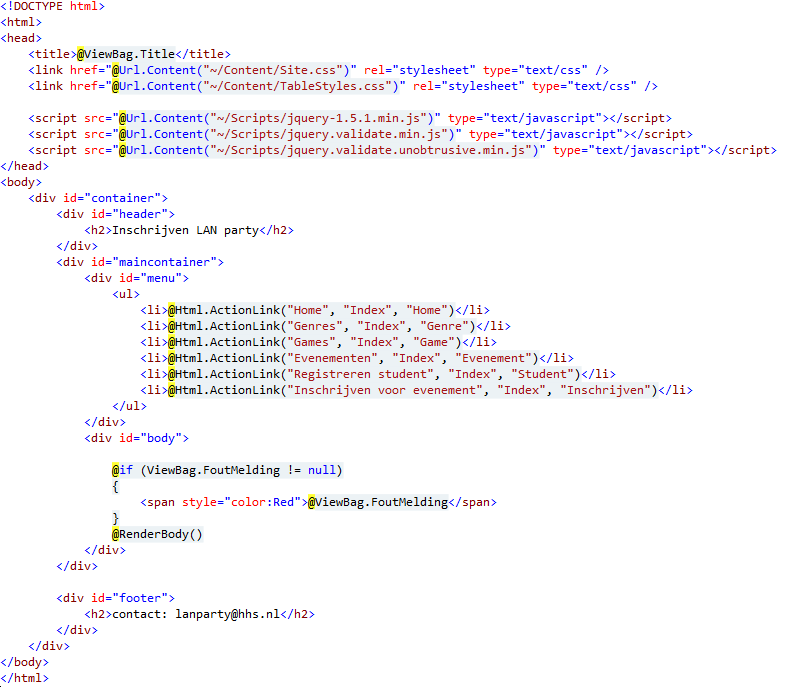 <!DOCTYPE html>
<html>
<head>
    <title>@ViewBag.Title</title>
    <link href="@Url.Content("~/Content/Site.css")" rel="stylesheet" type="text/css" />
    <link href="@Url.Content("~/Content/TableStyles.css")" rel="stylesheet" type="text/css" />

    <script src="@Url.Content("~/Scripts/jquery-1.5.1.min.js")" type="text/javascript"></script>
    <script src="@Url.Content("~/Scripts/jquery.validate.min.js")" type="text/javascript"></script>
    <script src="@Url.Content("~/Scripts/jquery.validate.unobtrusive.min.js")" type="text/javascript"></script>
</head>
<body>
    <div id="container">
        <div id="header">
            <h2>Inschrijven LAN party</h2>
        </div>
        <div id="maincontainer">
            <div id="menu">
                <ul>
                    <li>@Html.ActionLink("Home", "Index", "Home")</li>
                    <li>@Html.ActionLink("Genres", "Index", "Genre")</li>
                    <li>@Html.ActionLink("Games", "Index", "Game")</li>
                    <li>@Html.ActionLink("Evenementen", "Index", "Evenement")</li>
                    <li>@Html.ActionLink("Registreren student", "Index", "Student")</li>
                    <li>@Html.ActionLink("Inschrijven voor evenement", "Index", "Inschrijven")</li>
                </ul>
            </div>
            <div id="body">

                @if (ViewBag.FoutMelding != null)
                {
                    <span style="color:Red">@ViewBag.FoutMelding</span>
                }
                @RenderBody()
            </div>
        </div>

        <div id="footer">
            <h2>contact: lanparty@hhs.nl</h2>
        </div>
    </div>
</body>
</html>